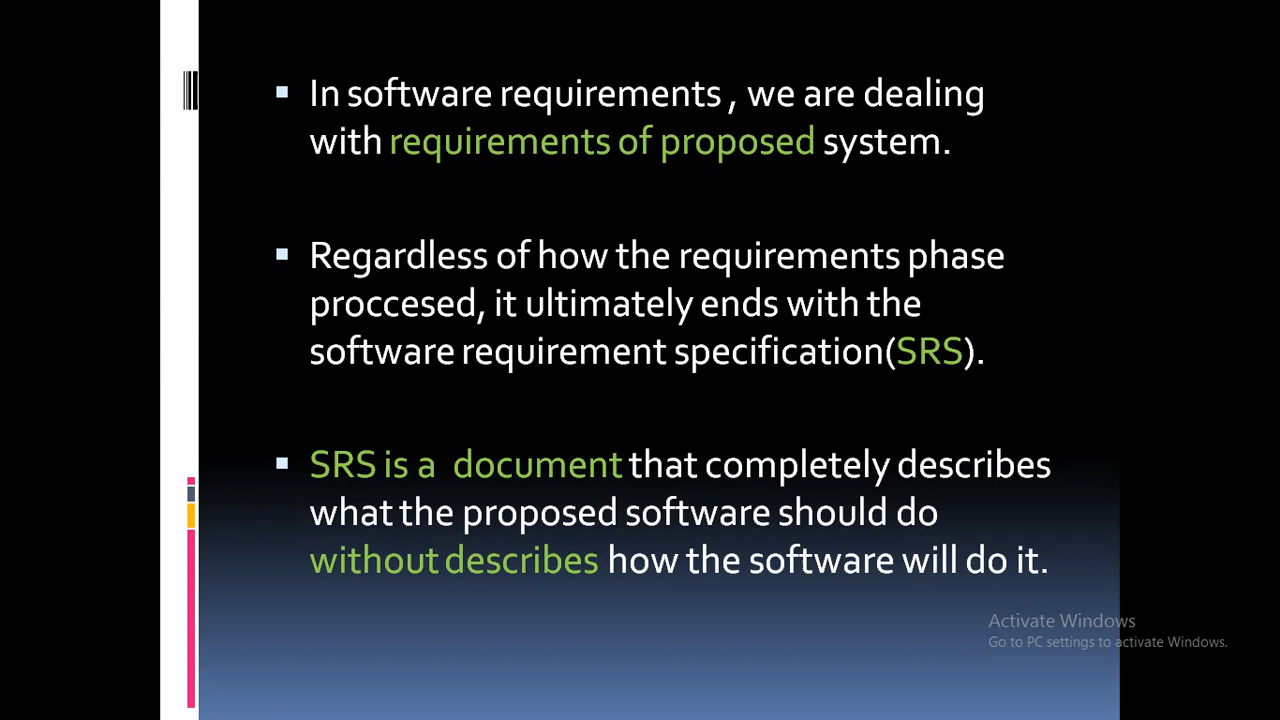 In software requirements , we are dealing
with requirements of proposed system.
Regardless of how the requirements phase
proccesed, it ultimately ends with the
software requirement specification(SRS).
SRS is a document that completely describes
what the proposed software should do
without describes how the software will do it.
Activate Windows
Go to PC settings to activate Windows.